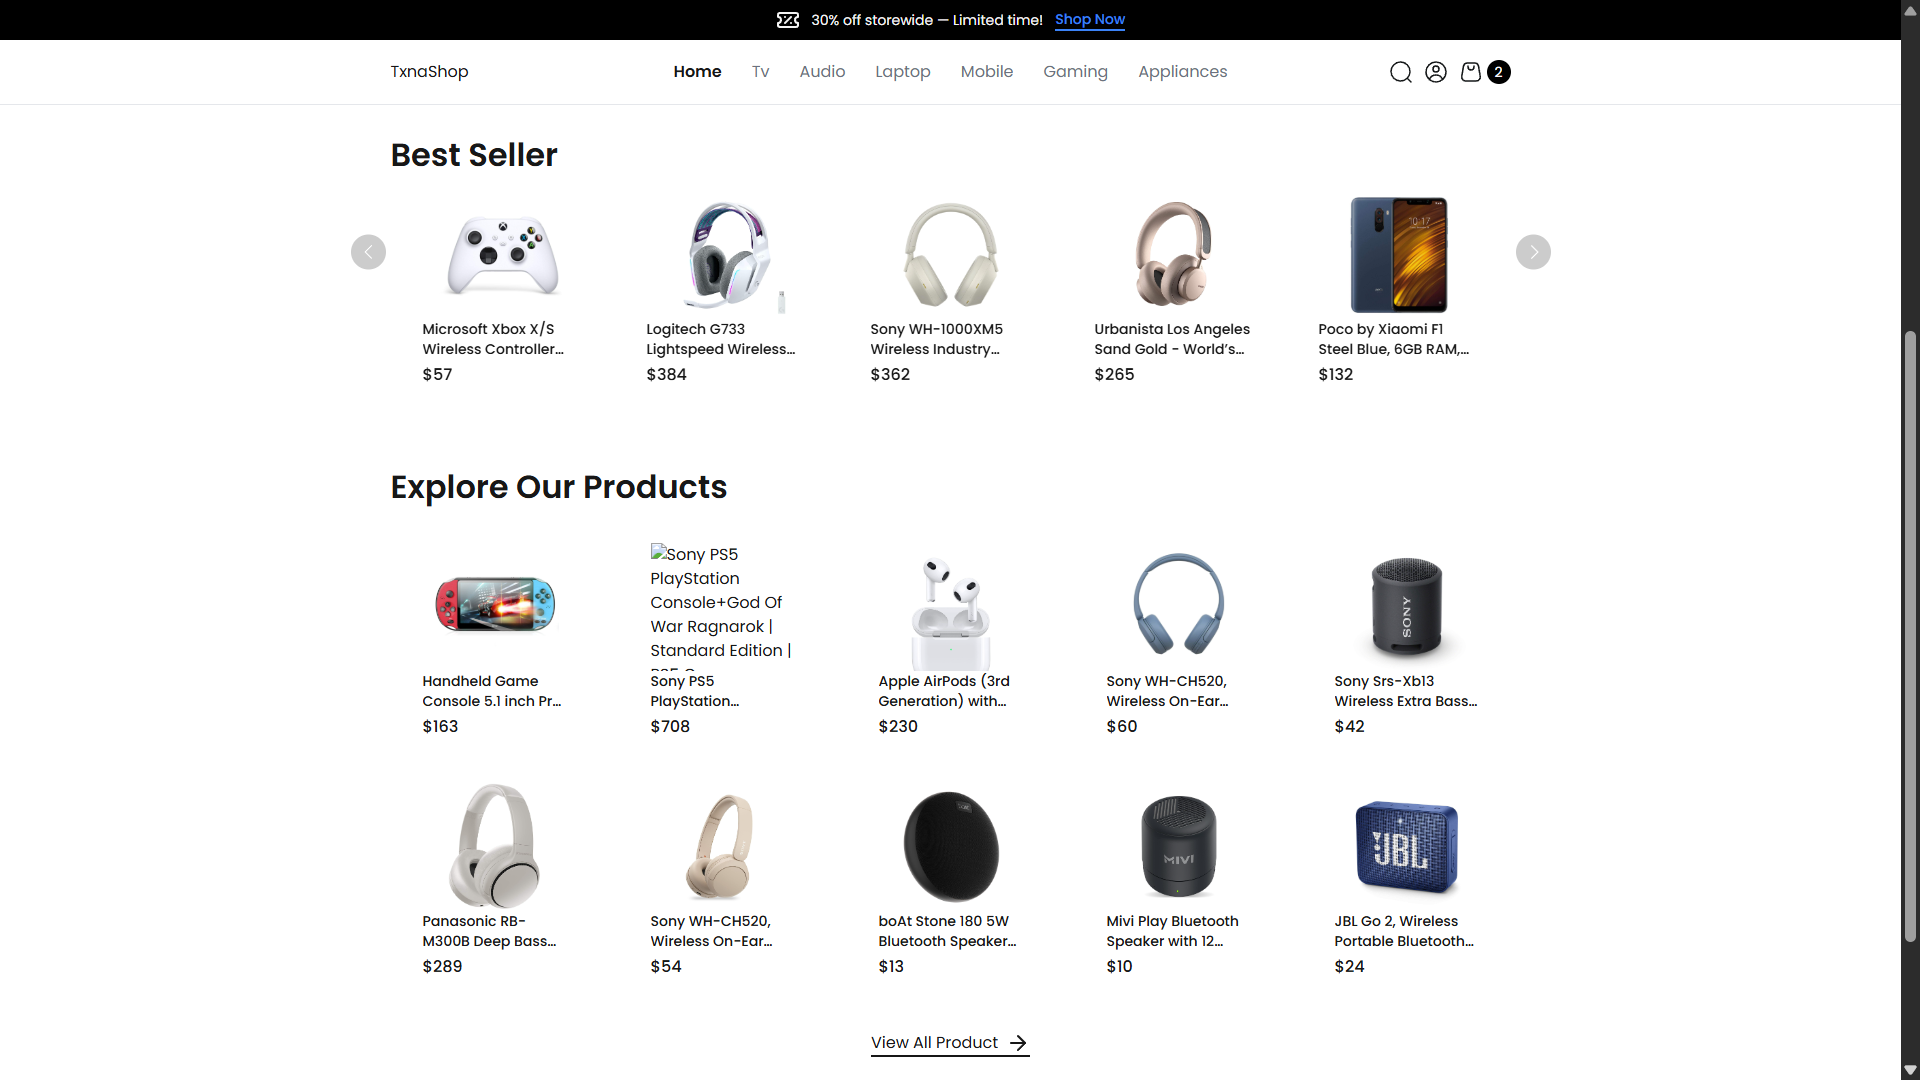 30% off storewide — Limited time! Shop Now
TxnaShop
Home Tv Audio Laptop Mobile Gaming Appliances
2
Best Seller
10:17
Microsoft Xbox X/S
Wireless Controller...
$57
Logitech G733
Lightspeed Wireless...
$384
Sony WH-1000XM5
Wireless Industry...
$362
Urbanista Los Angeles
Sand Gold - World’s...
$265
Poco by Xiaomi F1
Steel Blue, 6GB RAM,...
$132
Explore Our Products
Handheld Game
Console 5.1 inch Pr...
$163
Sony PS5
PlayStation
Console+God Of
War Ragnarok |
Standard Edition |
Sony PS5
PlayStation...
$708
Apple AirPods (3rd
Generation) with...
$230
Sony WH-CH520,
Wireless On-Ear...
$60
SONY
Sony Srs-Xb13
Wireless Extra Bass...
$42
Panasonic RB-
M300B Deep Bass...
$289
Sony WH-CH520,
Wireless On-Ear...
$54
boAt Stone 180 5W
Bluetooth Speaker...
$13
MIVI
Mivi Play Bluetooth
Speaker with 12...
$10
JBL
JBL Go 2, Wireless
Portable Bluetooth...
$24
View All Product